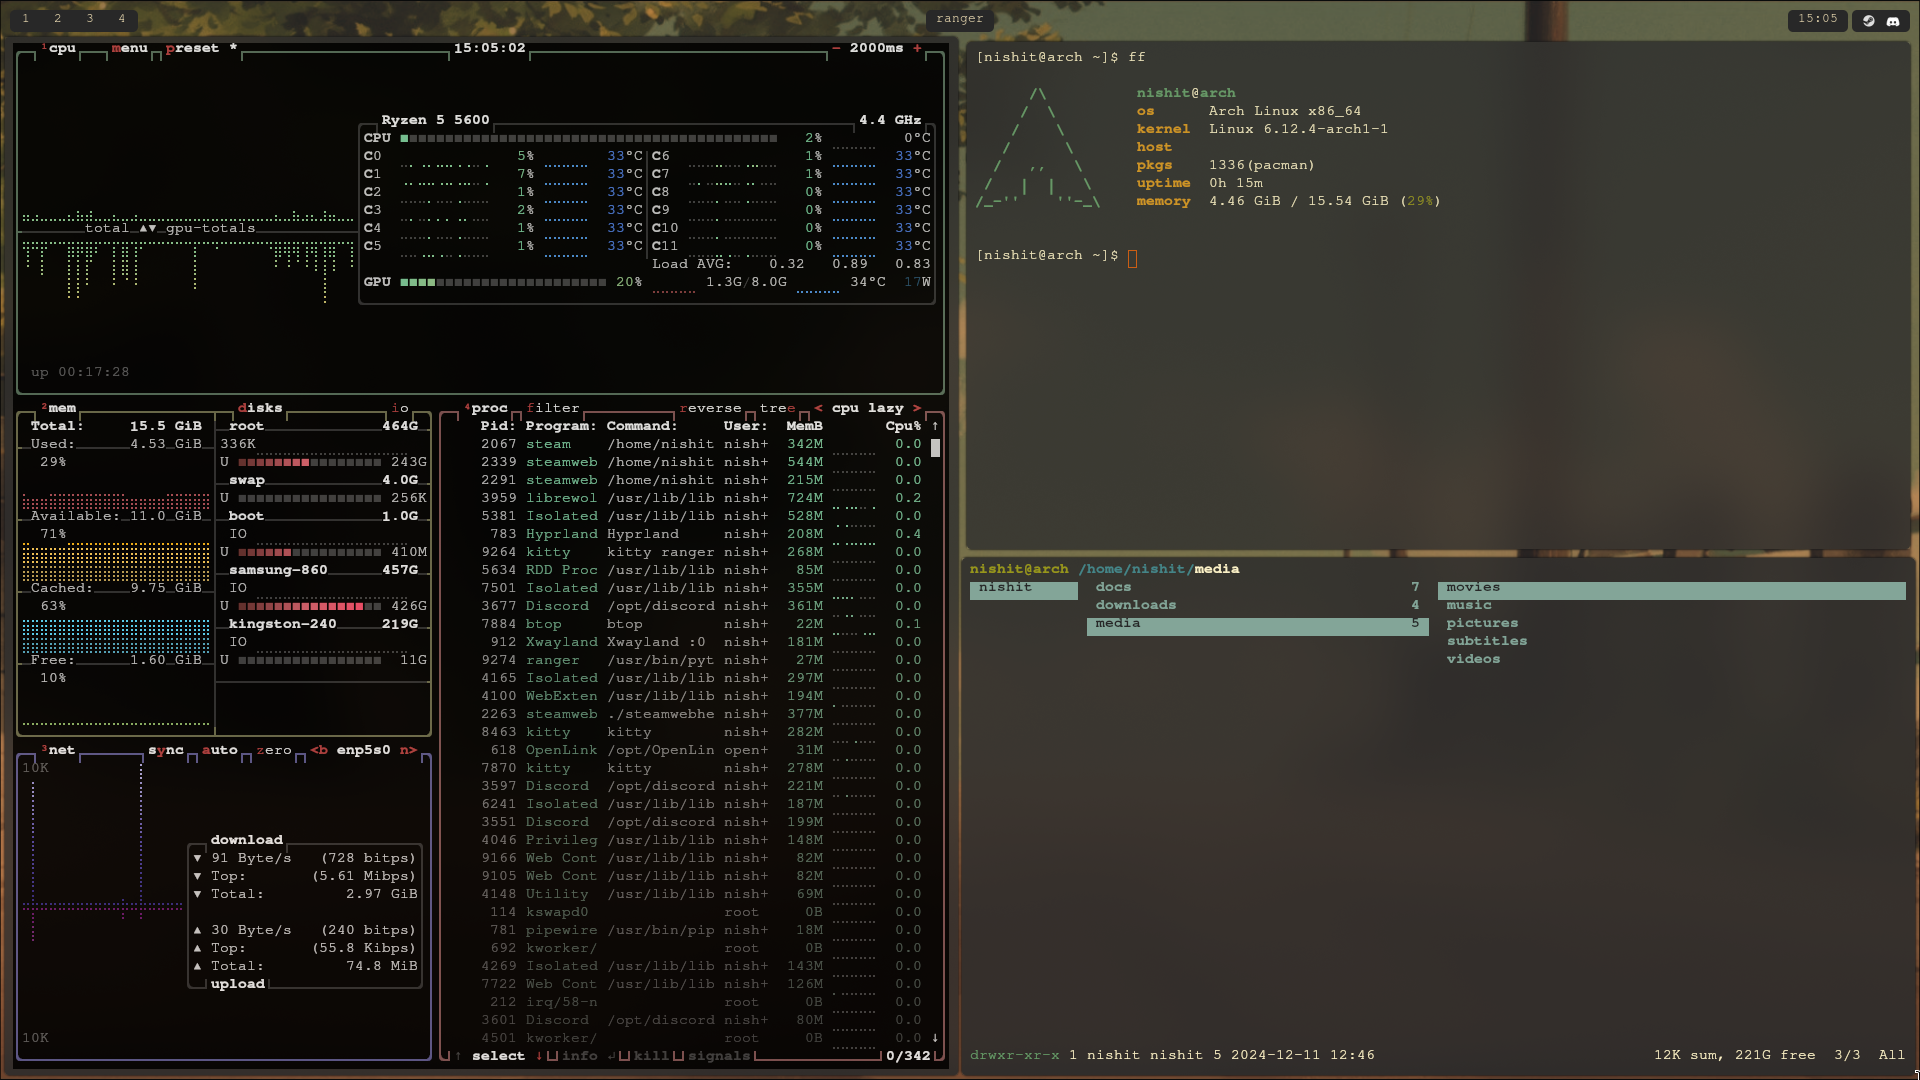 1 2 3 4
ranger
15:05
¹cpu menu preset * 15:05:02 - 2000ms +
Ryzen 5 5600 4.4 GHz
CPU 2% 0°C
C0 5% 33°C C6 1% 33°C
C1 7% 33°C C7 1% 33°C
C2 1% 33°C C8 0% 33°C
C3 2% 33°C C9 0% 33°C
C4 1% 33°C C10 0% 33°C
C5 1% 33°C C11 0% 33°C
Load AVG: 0.32 0.89 0.83
GPU 20% 1.3G/8.0G 34°C 17W
total ▲▼ gpu-totals
up 00:17:28
²mem disks io
Total: 15.5 GiB
Used: 4.53 GiB
29%
Available: 11.0 GiB
71%
Cached: 9.75 GiB
63%
Free: 1.60 GiB
10%
root 464G
336K
U 243G
swap 4.0G
U 256K
boot 1.0G
IO
U 410M
samsung-860 457G
IO
U 426G
kingston-240 219G
IO
U 11G
³net sync auto zero <b enp5s0 n>
10K
download
▼ 91 Byte/s (728 bitps)
▼ Top: (5.61 Mibps)
▼ Total: 2.97 GiB
▲ 30 Byte/s (240 bitps)
▲ Top: (55.8 Kibps)
▲ Total: 74.8 MiB
upload
10K
⁴proc filter reverse tree < cpu lazy >
Pid: Program: Command: User: MemB Cpu% ↑
2067 steam /home/nishit nish+ 342M 0.0
2339 steamweb /home/nishit nish+ 544M 0.0
2291 steamweb /home/nishit nish+ 215M 0.0
3959 librewol /usr/lib/lib nish+ 724M 0.2
5381 Isolated /usr/lib/lib nish+ 528M 0.0
783 Hyprland Hyprland nish+ 208M 0.4
9264 kitty kitty ranger nish+ 268M 0.0
5634 RDD Proc /usr/lib/lib nish+ 85M 0.0
7501 Isolated /usr/lib/lib nish+ 355M 0.0
3677 Discord /opt/discord nish+ 361M 0.0
7884 btop btop nish+ 22M 0.1
912 Xwayland Xwayland :0 nish+ 181M 0.0
9274 ranger /usr/bin/pyt nish+ 27M 0.0
4165 Isolated /usr/lib/lib nish+ 297M 0.0
4100 WebExten /usr/lib/lib nish+ 194M 0.0
2263 steamweb ./steamwebhe nish+ 377M 0.0
8463 kitty kitty nish+ 282M 0.0
618 OpenLink /opt/OpenLin open+ 31M 0.0
7870 kitty kitty nish+ 278M 0.0
3597 Discord /opt/discord nish+ 221M 0.0
6241 Isolated /usr/lib/lib nish+ 187M 0.0
3551 Discord /opt/discord nish+ 199M 0.0
4046 Privileg /usr/lib/lib nish+ 148M 0.0
9166 Web Cont /usr/lib/lib nish+ 82M 0.0
9105 Web Cont /usr/lib/lib nish+ 82M 0.0
4148 Utility /usr/lib/lib nish+ 69M 0.0
114 kswapd0 root 0B 0.0
781 pipewire /usr/bin/pip nish+ 18M 0.0
692 kworker/ root 0B 0.0
4269 Isolated /usr/lib/lib nish+ 143M 0.0
7722 Web Cont /usr/lib/lib nish+ 126M 0.0
212 irq/58-n root 0B 0.0
3601 Discord /opt/discord nish+ 80M 0.0
4501 kworker/ root 0B 0.0 ↓
↑ select ↓ info ↵ kill signals 0/342
[nishit@arch ~]$ ff
nishit@arch
os Arch Linux x86_64
kernel Linux 6.12.4-arch1-1
host
pkgs 1336(pacman)
uptime 0h 15m
memory 4.46 GiB / 15.54 GiB (29%)
[nishit@arch ~]$
nishit@arch /home/nishit/media
nishit docs 7 movies
downloads 4 music
media 5 pictures
subtitles
videos
drwxr-xr-x 1 nishit nishit 5 2024-12-11 12:46 12K sum, 221G free 3/3 All